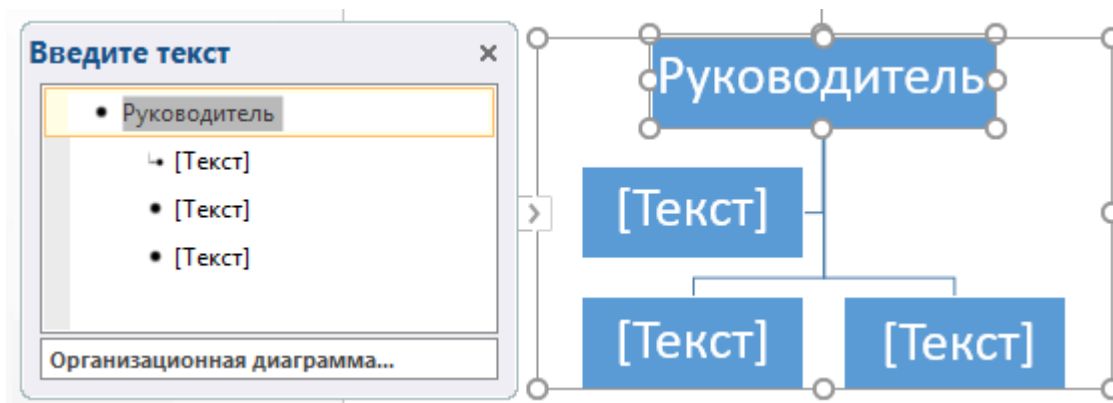 Введите текст
Руководитель
[Текст]
[Текст]
[Текст]
Организационная диаграмма...
Руководитель
[Текст]
[Текст]
[Текст]